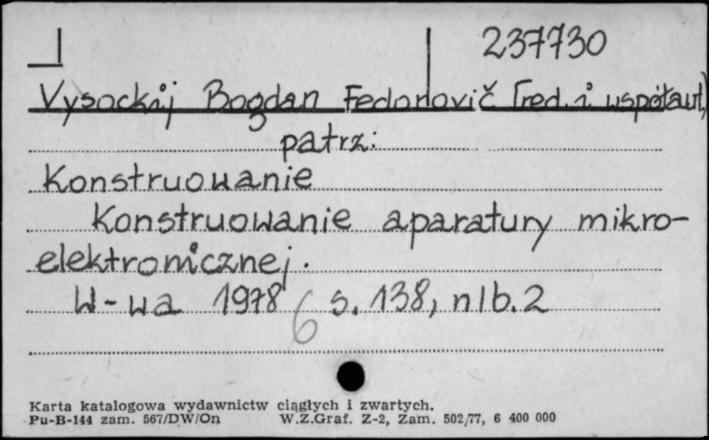 237730
Vysockij Bogdan Fedorovič [red. i współaut.]
patrz:
Konstruowanie
Konstruowanie aparatury mikro-
elektronicznej.
W-wa 1978 s. 138, nlb. 2
6
Karta katalogowa wydawnictw ciągłych i zwartych.
Pu-B-144 zam. 567/DW/On W.Z.Graf. Z-2, Zam. 502/77, 6 400 000